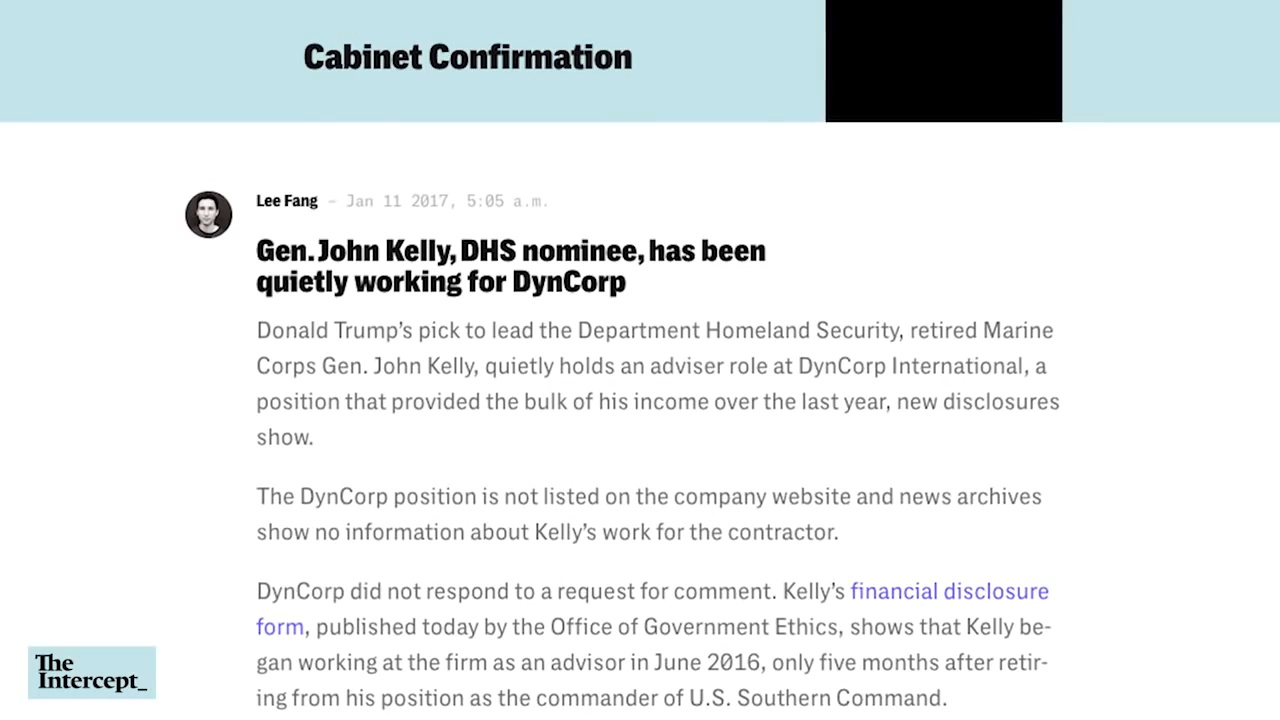 Cabinet Confirmation
Lee Fang – Jan 11 2017, 5:05 a.m.
Gen. John Kelly, DHS nominee, has been
quietly working for DynCorp
Donald Trump’s pick to lead the Department Homeland Security, retired Marine
Corps Gen. John Kelly, quietly holds an adviser role at DynCorp International, a
position that provided the bulk of his income over the last year, new disclosures
show.
The DynCorp position is not listed on the company website and news archives
show no information about Kelly’s work for the contractor.
DynCorp did not respond to a request for comment. Kelly’s financial disclosure
form, published today by the Office of Government Ethics, shows that Kelly be-
gan working at the firm as an advisor in June 2016, only five months after retir-
ing from his position as the commander of U.S. Southern Command.
The
Intercept_